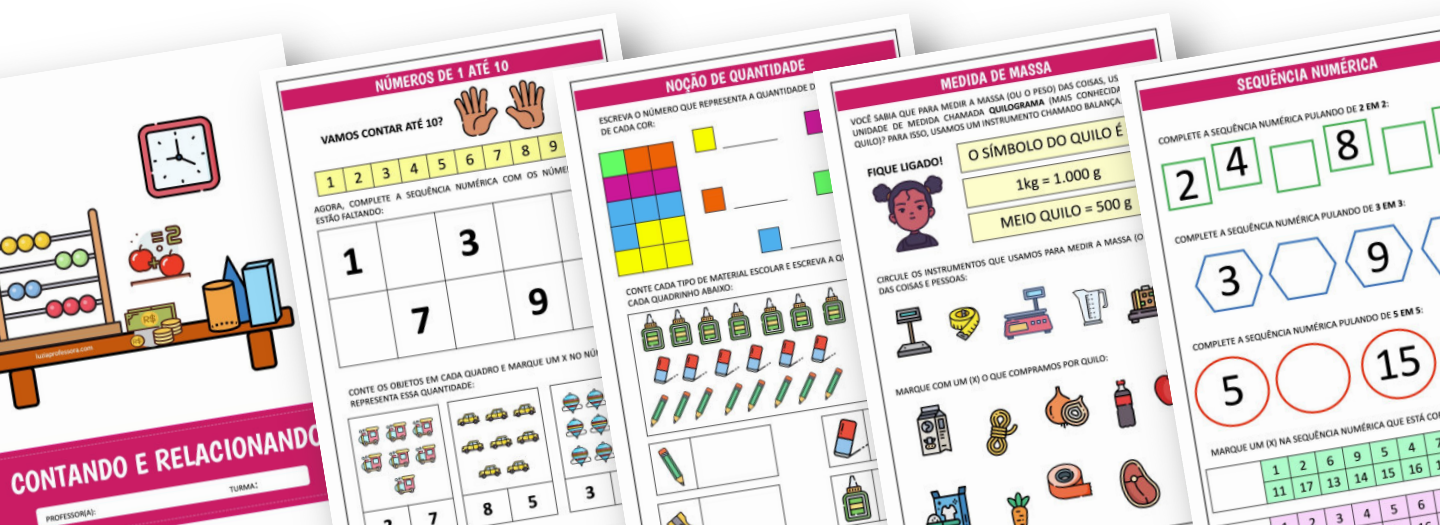 =2
R$
lunaprofessora.com
CONTANDO E RELACIONANDO
TURMA:
PROFESSOR(A):
NÚMEROS DE 1 ATÉ 10
VAMOS CONTAR ATÉ 10?
1 2 3 4 5 6 7 8 9
AGORA, COMPLETE A SEQUÊNCIA NUMÉRICA COM OS
ESTÃO FALTANDO:
1 3
7 9
CONTE OS OBJETOS EM CADA QUADRO E MARQUE UM X NO
REPRESENTA ESSA QUANTIDADE:
7 8 5 3
NOÇÃO DE QUANTIDADE
ESCREVA O NÚMERO QUE REPRESENTA A QUANTIDADE
DE CADA COR:
CONTE CADA TIPO DE MATERIAL ESCOLAR E ESCREVA A
CADA QUADRINHO ABAIXO:
MEDIDA DE MASSA
VOCÊ SABIA QUE PARA MEDIR A MASSA (OU O PESO) DAS COISAS,
UNIDADE DE MEDIDA CHAMADA QUILOGRAMA (MAIS CONHECIDA
QUILO)? PARA ISSO, USAMOS UM INSTRUMENTO CHAMADO BALANÇA.
FIQUE LIGADO!
O SÍMBOLO DO QUILO É
1kg = 1.000 g
MEIO QUILO = 500 g
CIRCULE OS INSTRUMENTOS QUE USAMOS PARA MEDIR A MASSA
DAS COISAS E PESSOAS:
MARQUE COM UM (X) O QUE COMPRAMOS POR QUILO:
SEQUÊNCIA NUMÉRICA
COMPLETE A SEQUÊNCIA NUMÉRICA PULANDO DE 2 EM 2:
2 4 8
COMPLETE A SEQUÊNCIA NUMÉRICA PULANDO DE 3 EM 3:
3 9
COMPLETE A SEQUÊNCIA NUMÉRICA PULANDO DE 5 EM 5:
5 15
MARQUE UM (X) NA SEQUÊNCIA NUMÉRICA QUE ESTÁ
1 2 6 9 5 4 7
11 17 13 14 15 16
1 2 3 4 5 6